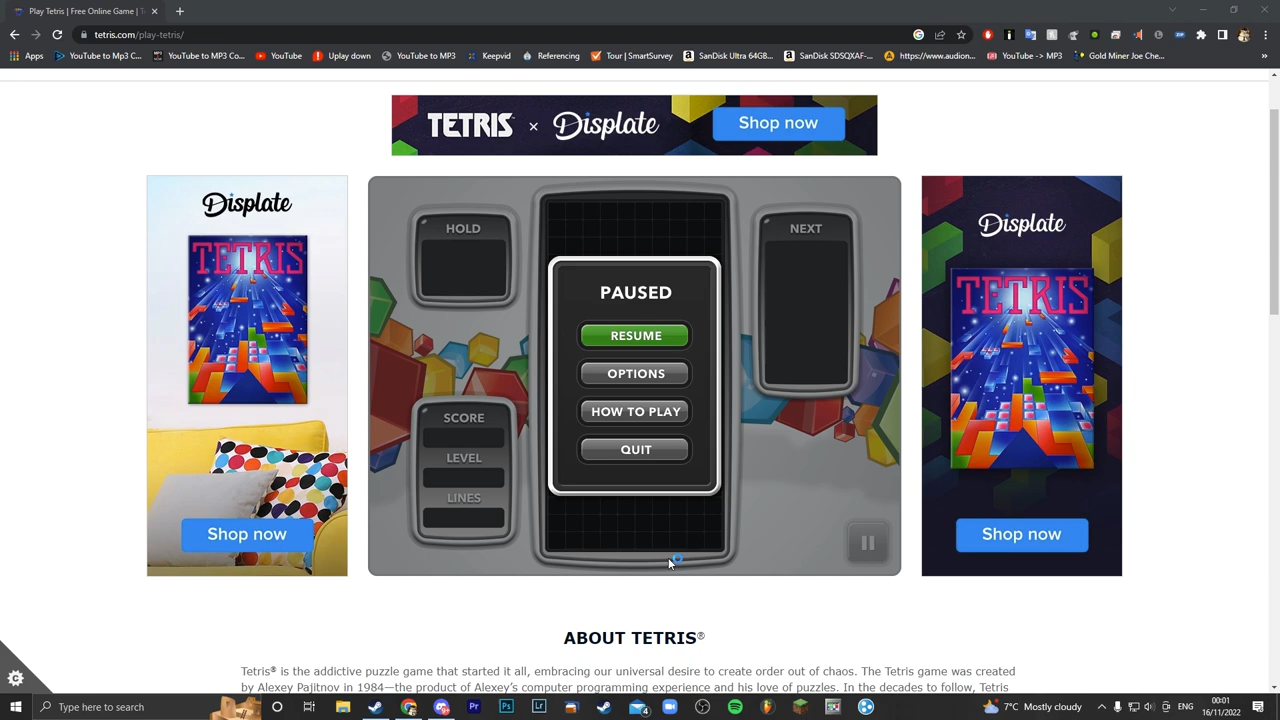 Play Tetris | Free Online Game | T
tetris.com/play-tetris/
Apps
YouTube to Mp3 C...
YouTube to MP3 Co...
YouTube
Uplay down
YouTube to MP3
Keepvid
Referencing
Tour | SmartSurvey
SanDisk Ultra 64GB...
SanDisk SDSQXAF-...
https://www.audion...
YouTube -> MP3
Gold Miner Joe Che...
TETRIS x Displate
Shop now
Displate
TETRIS
Shop now
HOLD
NEXT
PAUSED
RESUME
OPTIONS
HOW TO PLAY
QUIT
SCORE
LEVEL
LINES
Displate
TETRIS
Shop now
ABOUT TETRIS®
Tetris® is the addictive puzzle game that started it all, embracing our universal desire to create order out of chaos. The Tetris game was created
by Alexey Pajitnov in 1984—the product of Alexey's computer programming experience and his love of puzzles. In the decades to follow, Tetris
Type here to search
4
7°C Mostly cloudy
ENG
00:01
16/11/2022